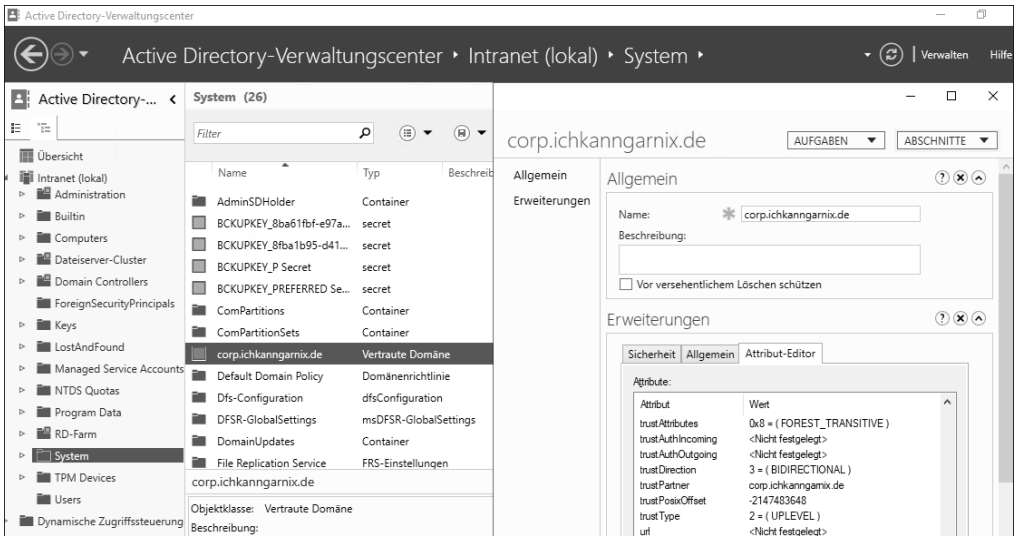 Active Directory-Verwaltungscenter
Active Directory-Verwaltungscenter ‣ Intranet (lokal) ‣ System ‣
Verwalten Hilfe
Active Directory-...
Übersicht
Intranet (lokal)
Administration
Builtin
Computers
Dateiserver-Cluster
Domain Controllers
ForeignSecurityPrincipals
Keys
LostAndFound
Managed Service Accounts
NTDS Quotas
Program Data
RD-Farm
System
TPM Devices
Users
Dynamische Zugriffssteuerung
System (26)
Filter
Name Typ Beschreib
AdminSDHolder Container
BCKUPKEY_8ba61fbf-e97a... secret
BCKUPKEY_8fba1b95-d41... secret
BCKUPKEY_P Secret secret
BCKUPKEY_PREFERRED Se... secret
ComPartitions Container
ComPartitionSets Container
corp.ichkanngarnix.de Vertraute Domäne
Default Domain Policy Domänenrichtlinie
Dfs-Configuration dfsConfiguration
DFSR-GlobalSettings msDFSR-GlobalSettings
DomainUpdates Container
File Replication Service FRS-Einstellungen
corp.ichkanngarnix.de
Objektklasse: Vertraute Domäne
Beschreibung:
corp.ichkanngarnix.de
AUFGABEN ABSCHNITTE
Allgemein
Erweiterungen
Allgemein
Name: corp.ichkanngarnix.de
Beschreibung:
Vor versehentlichem Löschen schützen
Erweiterungen
Sicherheit Allgemein Attribut-Editor
Attribute:
Attribut Wert
trustAttributes 0x8 = ( FOREST_TRANSITIVE )
trustAuthIncoming <Nicht festgelegt>
trustAuthOutgoing <Nicht festgelegt>
trustDirection 3 = ( BIDIRECTIONAL )
trustPartner corp.ichkanngarnix.de
trustPosixOffset -2147483648
trustType 2 = ( UPLEVEL )
url <Nicht festgelegt>